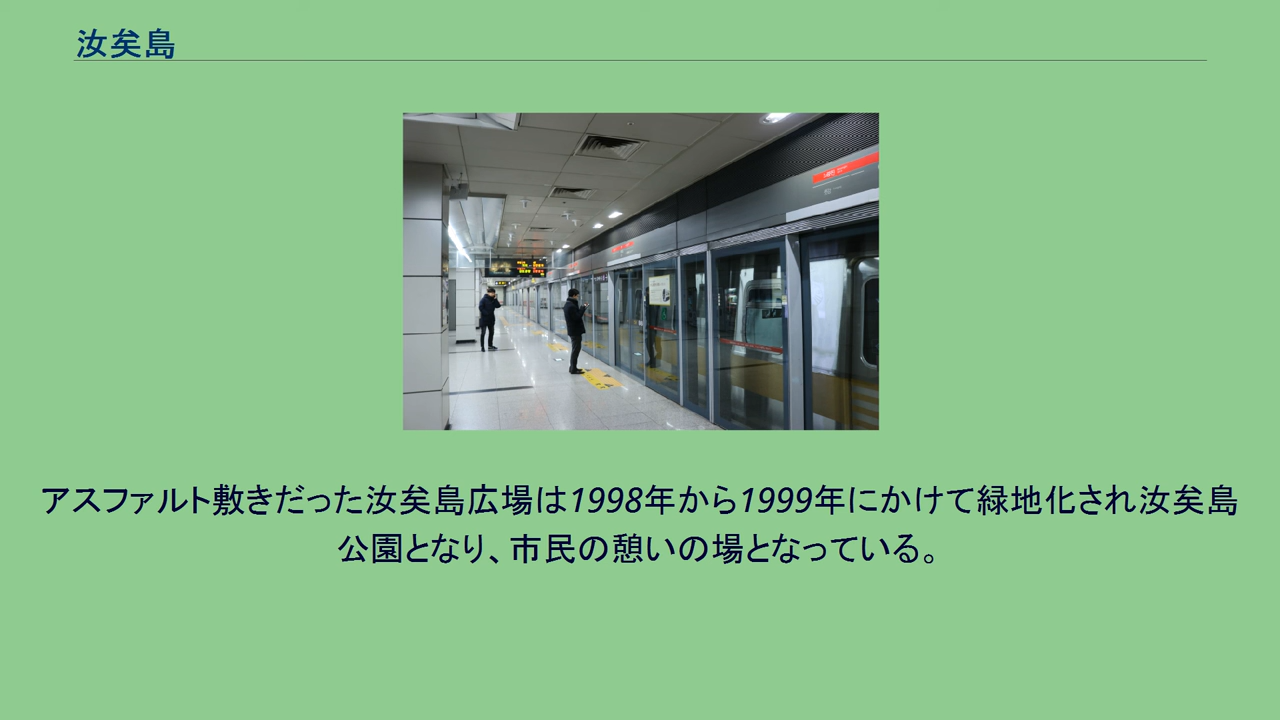 汝矣島
アスファルト敷きだった汝矣島広場は1998年から1999年にかけて緑地化され汝矣島
公園となり、市民の憩いの場となっている。